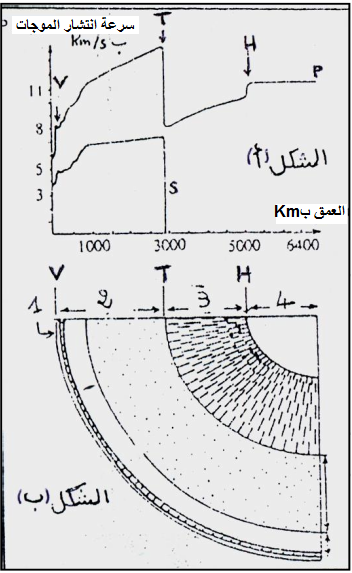 سرعة انتشار الموجات
ب Km/s
T
H
V
P
11
8
5
3
S
الشكل (أ)
العمق بKm
1000 3000 5000 6400
V T H
1 2 3 4
الشكل (ب)